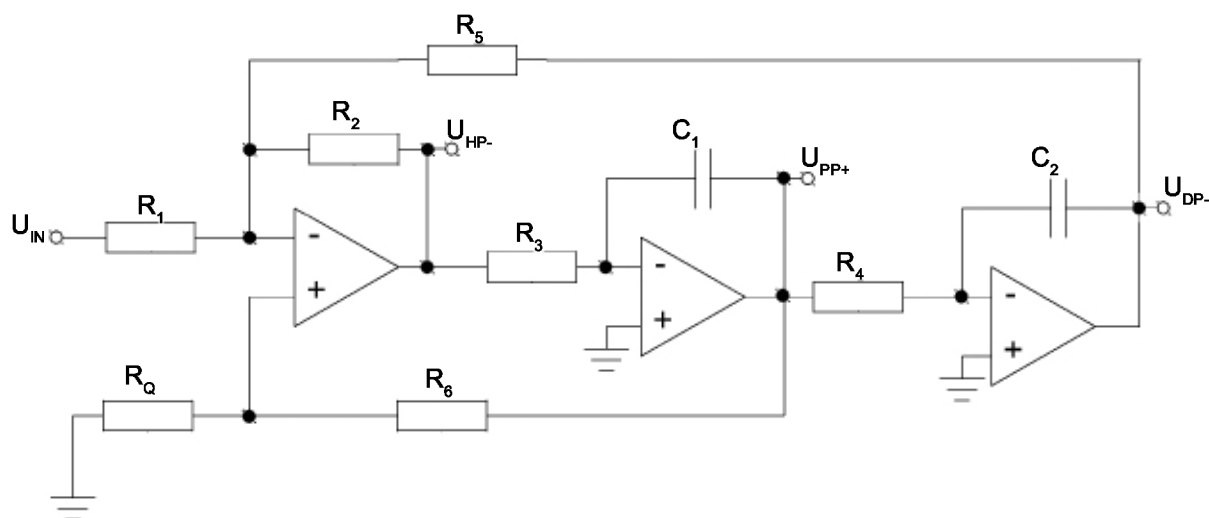 R5
R2
UHP-
C1
UPP+
C2
UDP-
UIN
R1
-
+
R3
-
+
R4
-
+
RQ
R6